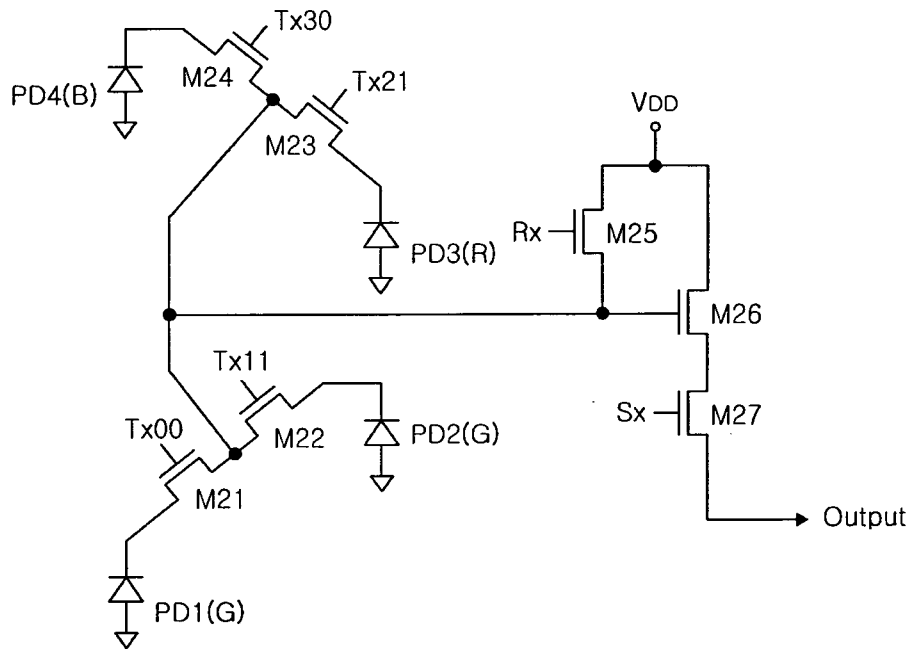 Tx30
M24
Tx21
PD4(B)
M23
VDD
Rx
M25
PD3(R)
M26
Tx11
Sx
M27
Tx00
M22
PD2(G)
M21
Output
PD1(G)